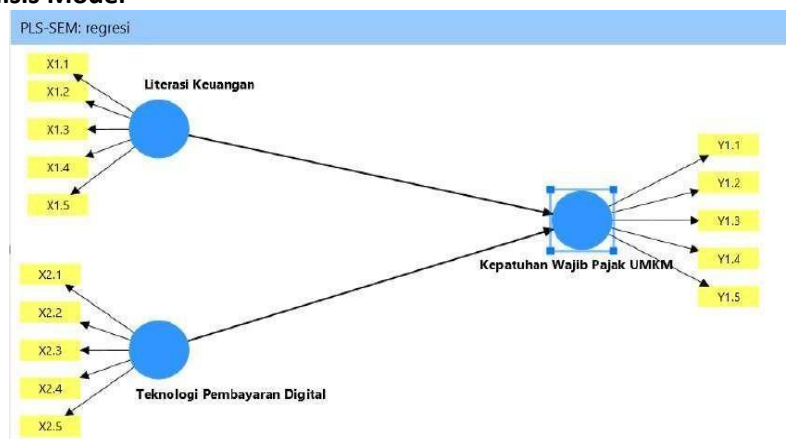 PLS-SEM: regresi
X1.1
X1.2
X1.3
X1.4
X1.5
Literasi Keuangan
Y1.1
Y1.2
Y1.3
Y1.4
Y1.5
Kepatuhan Wajib Pajak UMKM
X2.1
X2.2
X2.3
X2.4
X2.5
Teknologi Pembayaran Digital